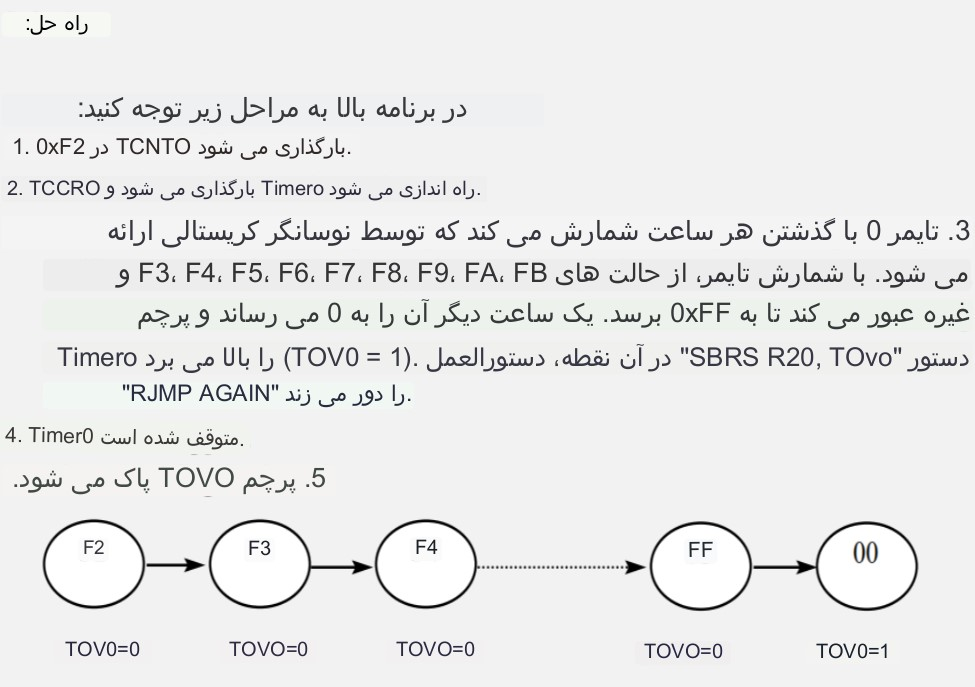 راه حل:
در برنامه بالا به مراحل زیر توجه کنید:
1. 0xF2 در TCNTO بارگذاری می شود.
2. TCCRO بارگذاری می شود و Timero راه اندازی می شود.
3. تایمر 0 با گذشتن هر ساعت شمارش می کند که توسط نوسانگر کریستالی ارائه
می شود. با شمارش تایمر، از حالت های F3، F4، F5، F6، F7، F8، F9، FA، FB و
غیره عبور می کند تا به 0xFF برسد. یک ساعت دیگر آن را به 0 می رساند و پرچم
Timero را بالا می برد (TOV0 = 1). در آن نقطه، دستورالعمل "SBRS R20, TOvo" دستور
"RJMP AGAIN" را دور می زند.
4. Timer0 متوقف شده است.
5. پرچم TOVO پاک می شود.
F2 F3 F4 FF 00
TOV0=0 TOVO=0 TOVO=0 TOVO=0 TOV0=1